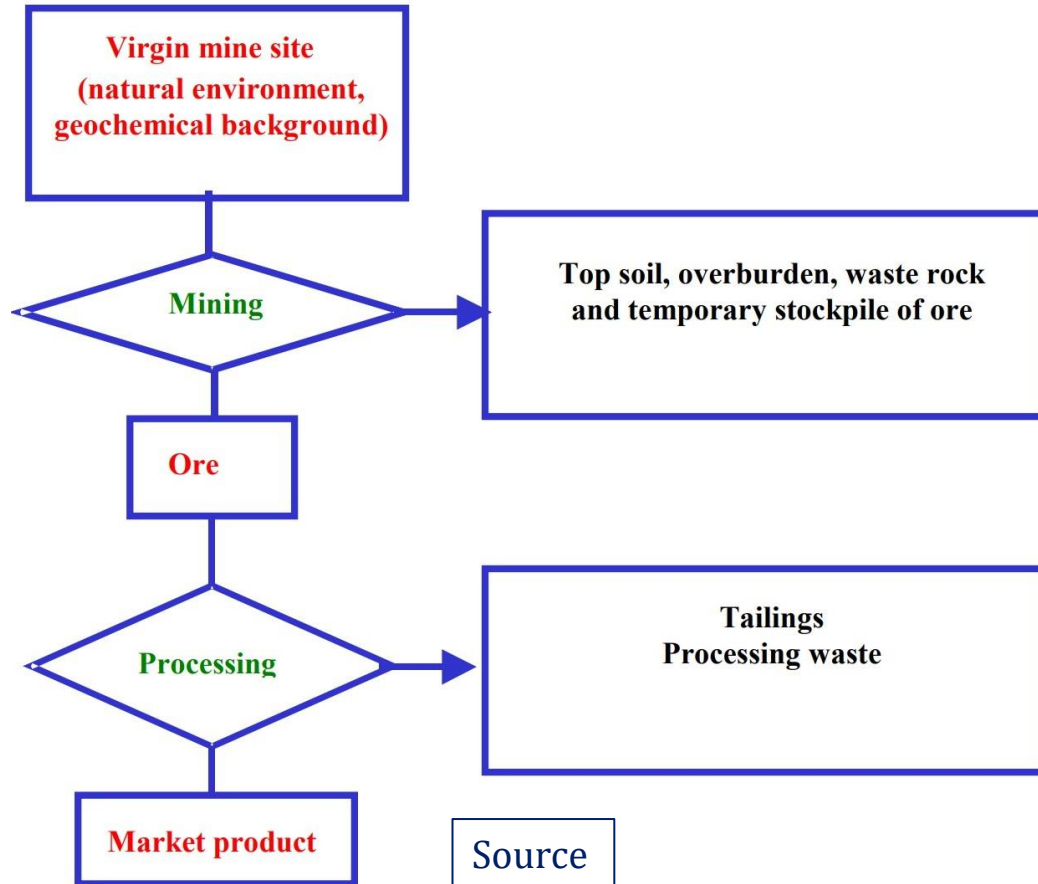 Virgin mine site
(natural environment,
geochemical background)
Mining
Top soil, overburden, waste rock
and temporary stockpile of ore
Ore
Processing
Tailings
Processing waste
Market product
Source